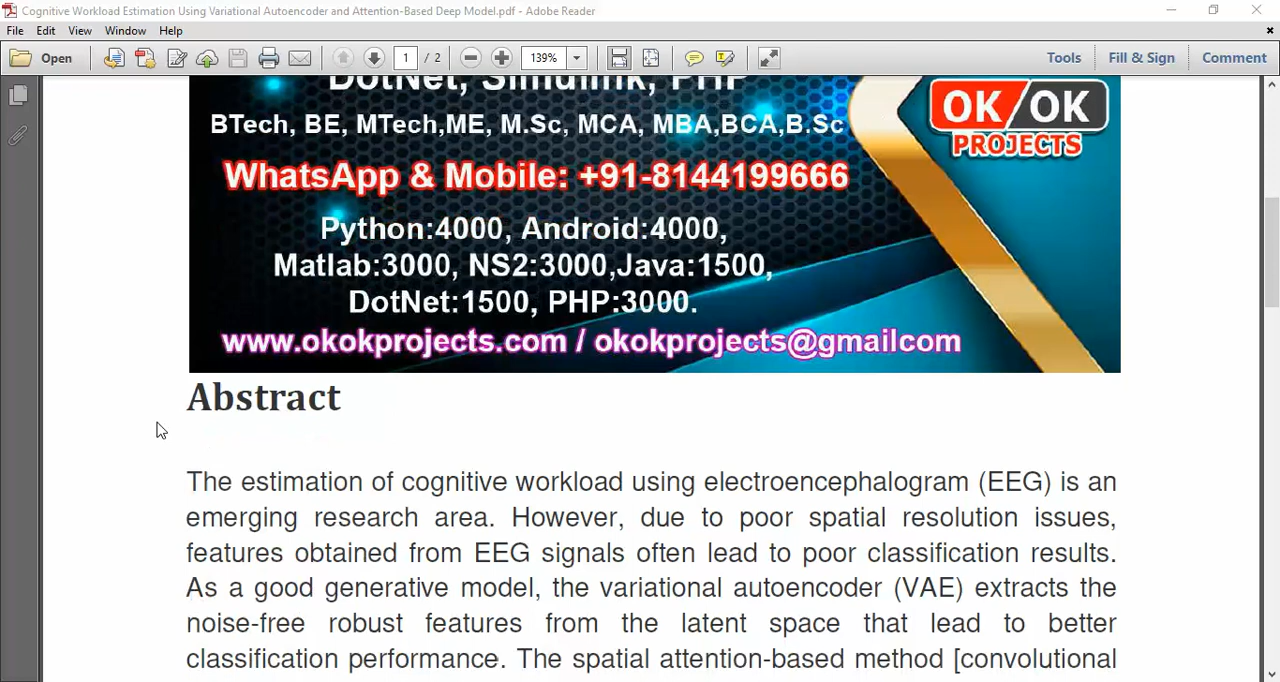 Cognitive Workload Estimation Using Variational Autoencoder and Attention-Based Deep Model.pdf - Adobe Reader
File Edit View Window Help
Open 1 / 2 139% Tools Fill & Sign Comment
DotNet, Simulink, PHP
BTech, BE, MTech,ME, M.Sc, MCA, MBA,BCA,B.Sc
OK/OK
PROJECTS
WhatsApp & Mobile: +91-8144199666
Python:4000, Android:4000,
Matlab:3000, NS2:3000,Java:1500,
DotNet:1500, PHP:3000.
www.okokprojects.com / okokprojects@gmailcom
Abstract
The estimation of cognitive workload using electroencephalogram (EEG) is an
emerging research area. However, due to poor spatial resolution issues,
features obtained from EEG signals often lead to poor classification results.
As a good generative model, the variational autoencoder (VAE) extracts the
noise-free robust features from the latent space that lead to better
classification performance. The spatial attention-based method [convolutional